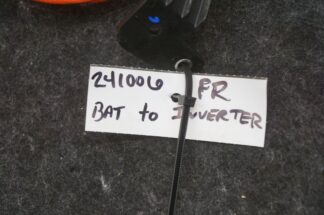 241006 FR
BAT to INVERTER